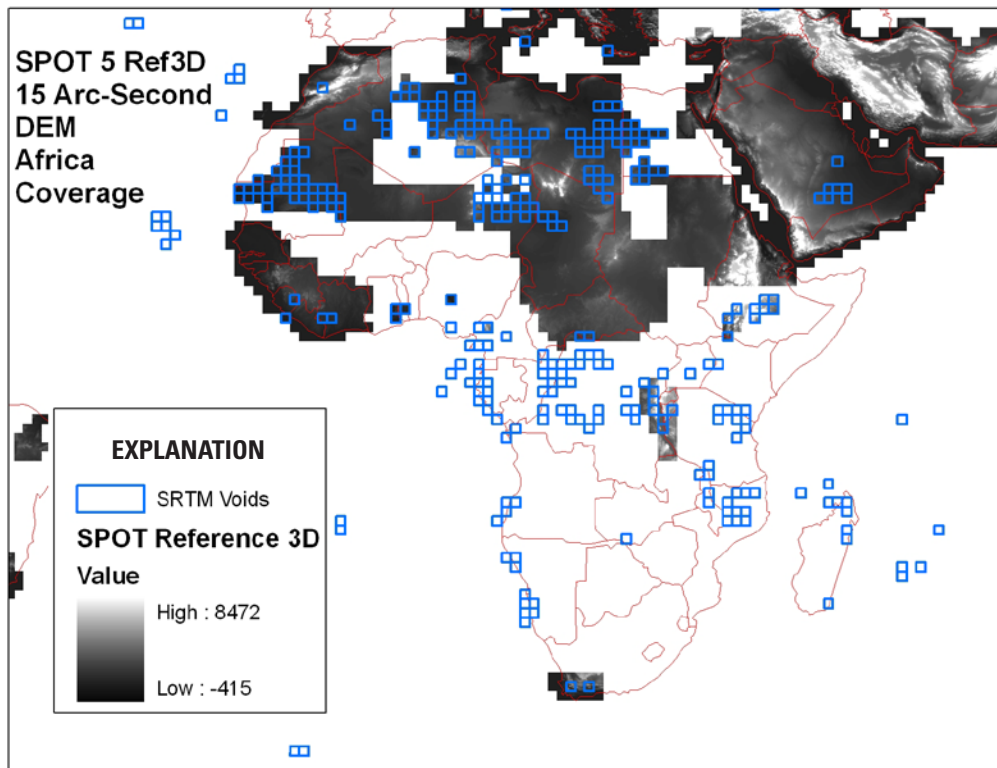 SPOT 5 Ref3D
15 Arc-Second
DEM
Africa
Coverage
EXPLANATION
SRTM Voids
SPOT Reference 3D
Value
High : 8472
Low : -415